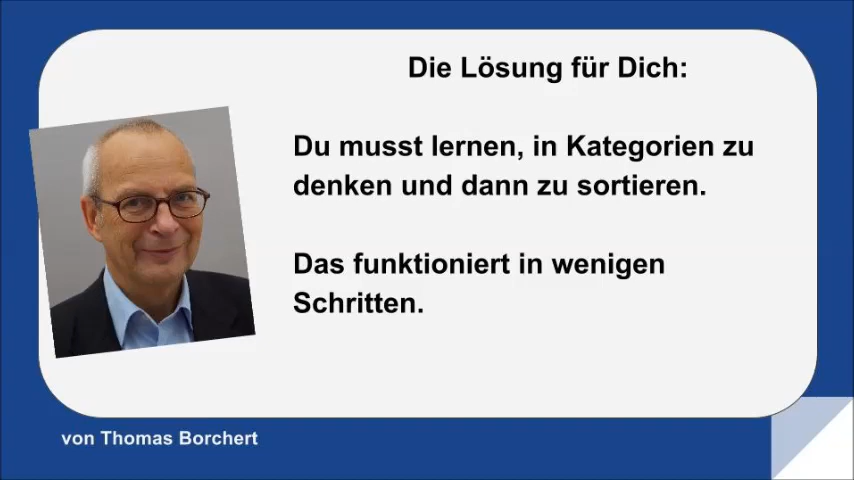 Die Lösung für Dich:
Du musst lernen, in Kategorien zu
denken und dann zu sortieren.
Das funktioniert in wenigen
Schritten.
von Thomas Borchert